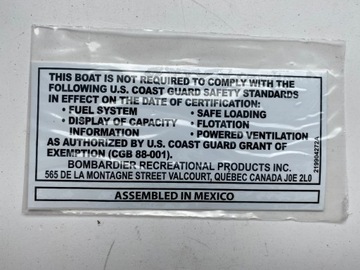 THIS BOAT IS NOT REQUIRED TO COMPLY WITH THE
FOLLOWING U.S. COAST GUARD SAFETY STANDARDS
IN EFFECT ON THE DATE OF CERTIFICATION:
• FUEL SYSTEM • SAFE LOADING
• DISPLAY OF CAPACITY • FLOTATION
INFORMATION • POWERED VENTILATION
AS AUTHORIZED BY U.S. COAST GUARD GRANT OF
EXEMPTION (CGB 88-001).
BOMBARDIER RECREATIONAL PRODUCTS INC.
565 DE LA MONTAGNE STREET VALCOURT, QUÉBEC CANADA J0E 2L0
219904272A
ASSEMBLED IN MEXICO